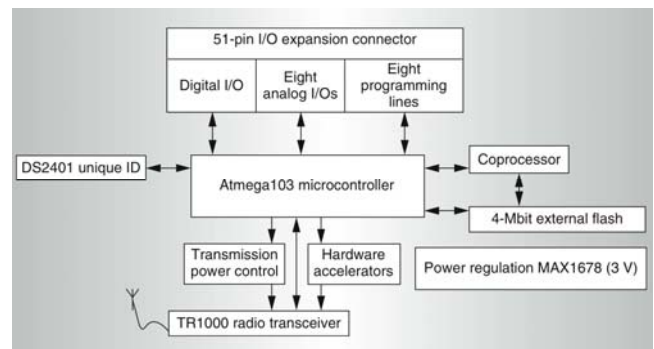 51-pin I/O expansion connector
Digital I/O
Eight
analog I/Os
Eight
programming
lines
DS2401 unique ID
Atmega103 microcontroller
Coprocessor
4-Mbit external flash
Transmission
power control
Hardware
accelerators
Power regulation MAX1678 (3 V)
TR1000 radio transceiver